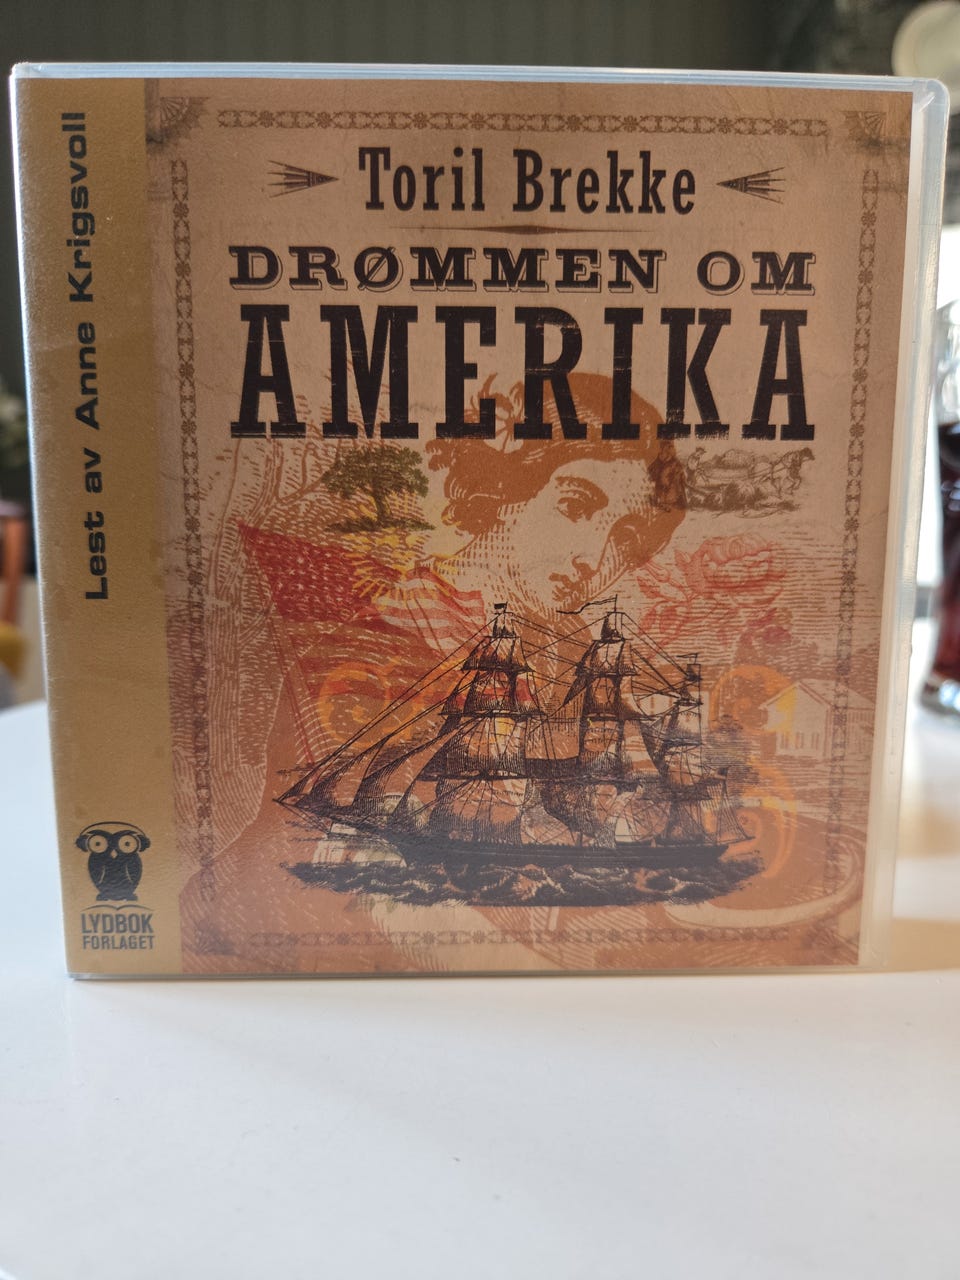 Toril Brekke
DRØMMEN OM
AMERIKA
Lest av Anne Krigsvoll
LYDBOK
FORLAGET